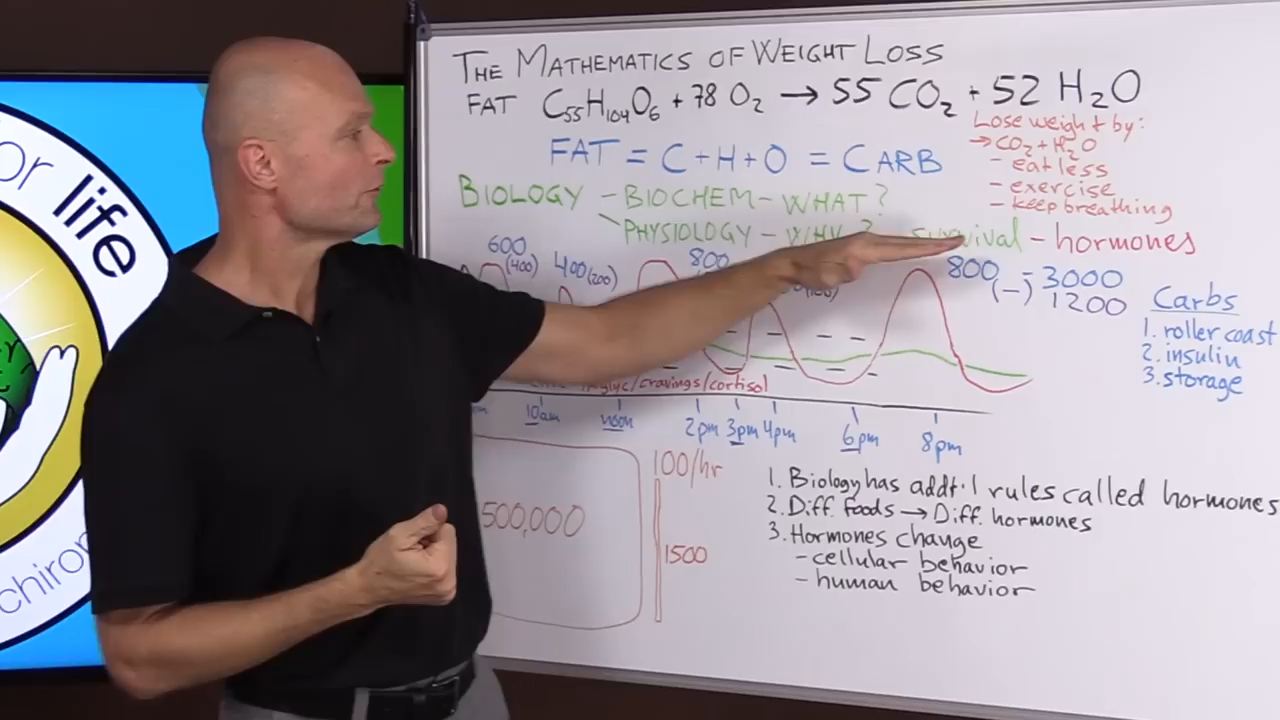 or life
chiro
THE MATHEMATICS OF WEIGHT LOSS
FAT C₅₅H₁₀₄O₆ + 78 O₂ → 55 CO₂ + 52 H₂O
Lose weight by:
→ CO₂ + H₂O
- eat less
- exercise
- keep breathing
FAT = C + H + O = CARB
BIOLOGY - BIOCHEM - WHAT?
PHYSIOLOGY - WHY? survival - hormones
600 (400)
400 (200)
800
800 (-) - 3000
1200
Carbs
1. roller coast
2. insulin
3. storage
/cravings/cortisol
10am noon 2pm 3pm 4pm 6pm 8pm
500,000
100/hr
1500
1. Biology has addt'l rules called hormones
2. Diff. foods → Diff. hormones
3. Hormones change
- cellular behavior
- human behavior